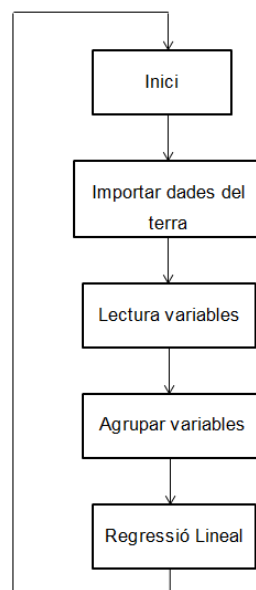 Inici
Importar dades del
terra
Lectura variables
Agrupar variables
Regressió Lineal